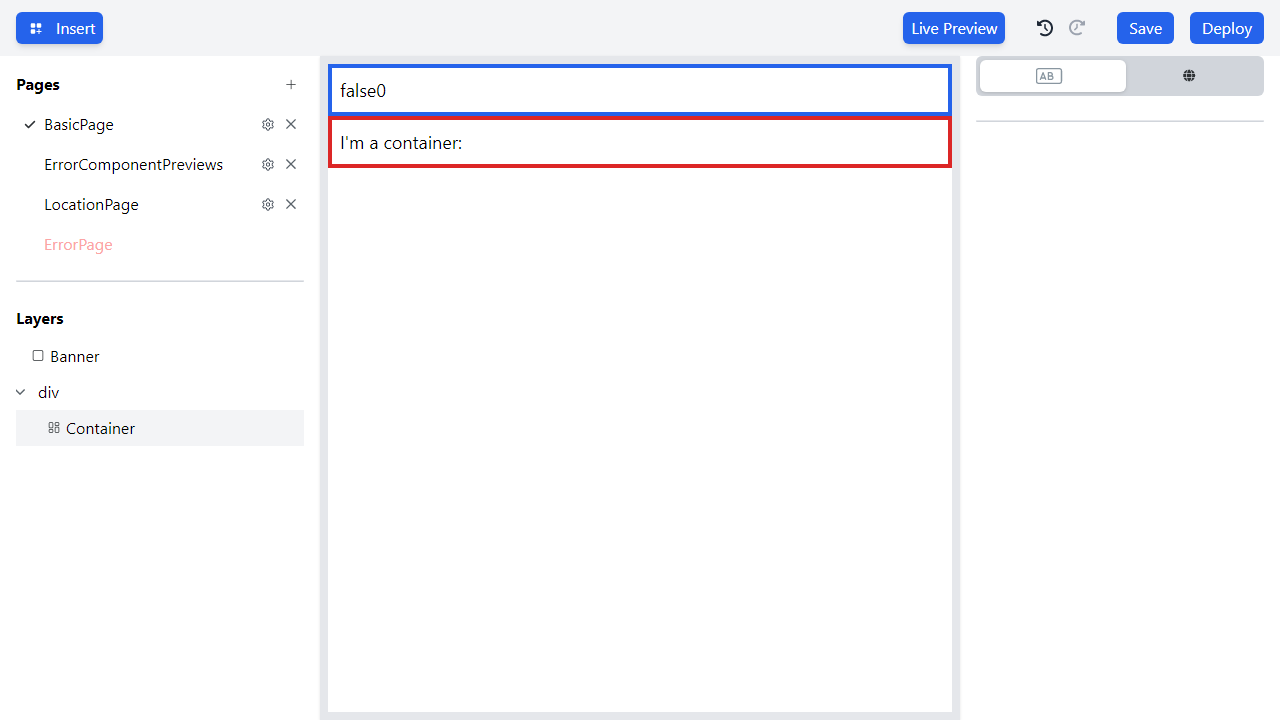 Insert
Live Preview
Save
Deploy
Pages
BasicPage
ErrorComponentPreviews
LocationPage
ErrorPage
Layers
Banner
div
Container
false0
I'm a container:
AB